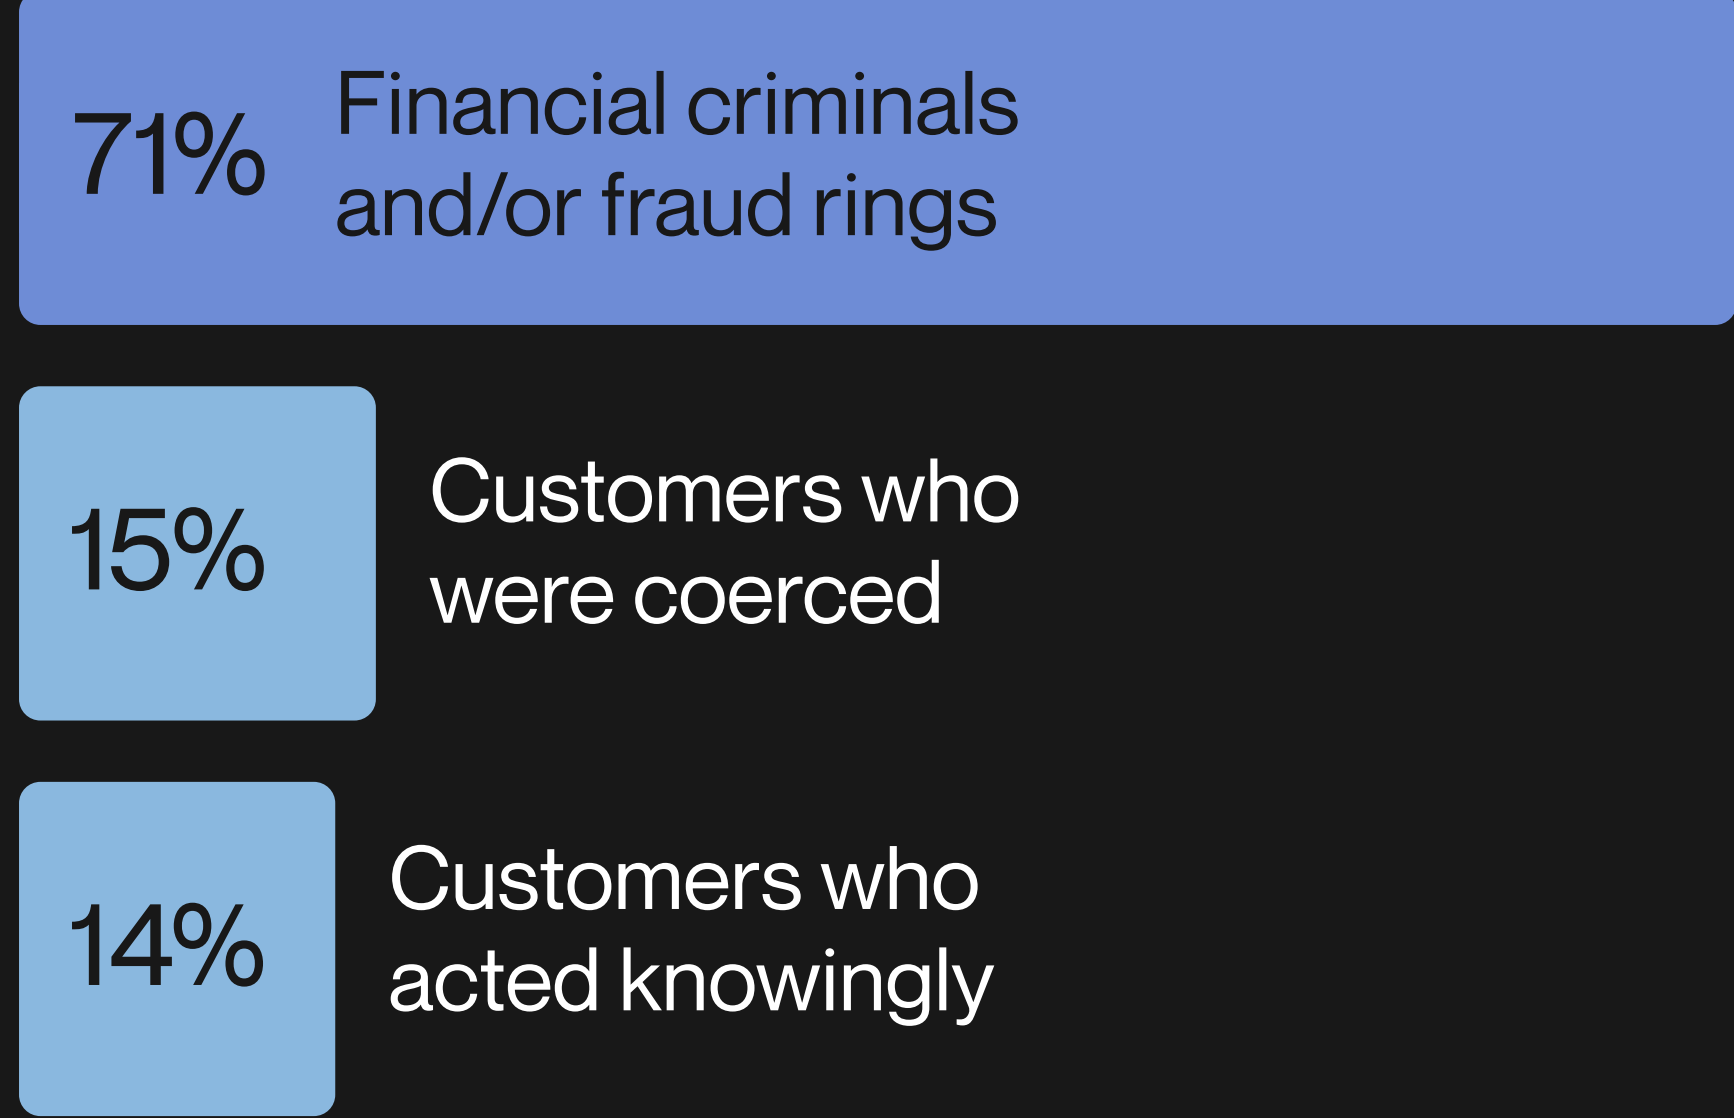 71%
Financial criminals
and/or fraud rings
15%
Customers who
were coerced
14%
Customers who
acted knowingly